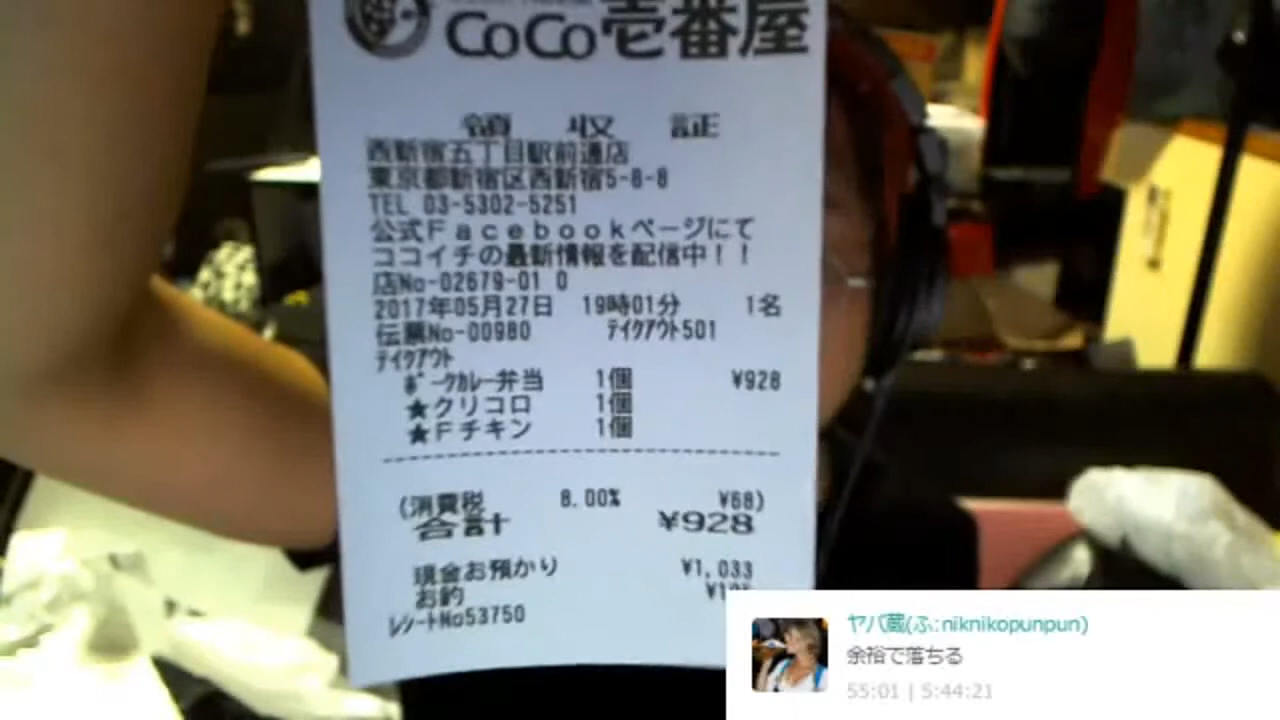 CoCo壱番屋
領収証
西新宿五丁目駅前通店
東京都新宿区西新宿5-8-8
TEL 03-5302-5251
公式Facebookページにて
ココイチの最新情報を配信中!!
店No-02679-01 0
2017年05月27日 19時01分 1名
伝票No-00980 テイクアウト501
テイクアウト
ポークカレー弁当 1個 ¥928
★クリコロ 1個
★Fチキン 1個
(消費税 8.00% ¥68)
合計 ¥928
現金お預かり ¥1,033
お釣
レシートNo53750
ヤバ蔵(ふ:niknikopunpun)
余裕で落ちる
55:01 | 5:44:21